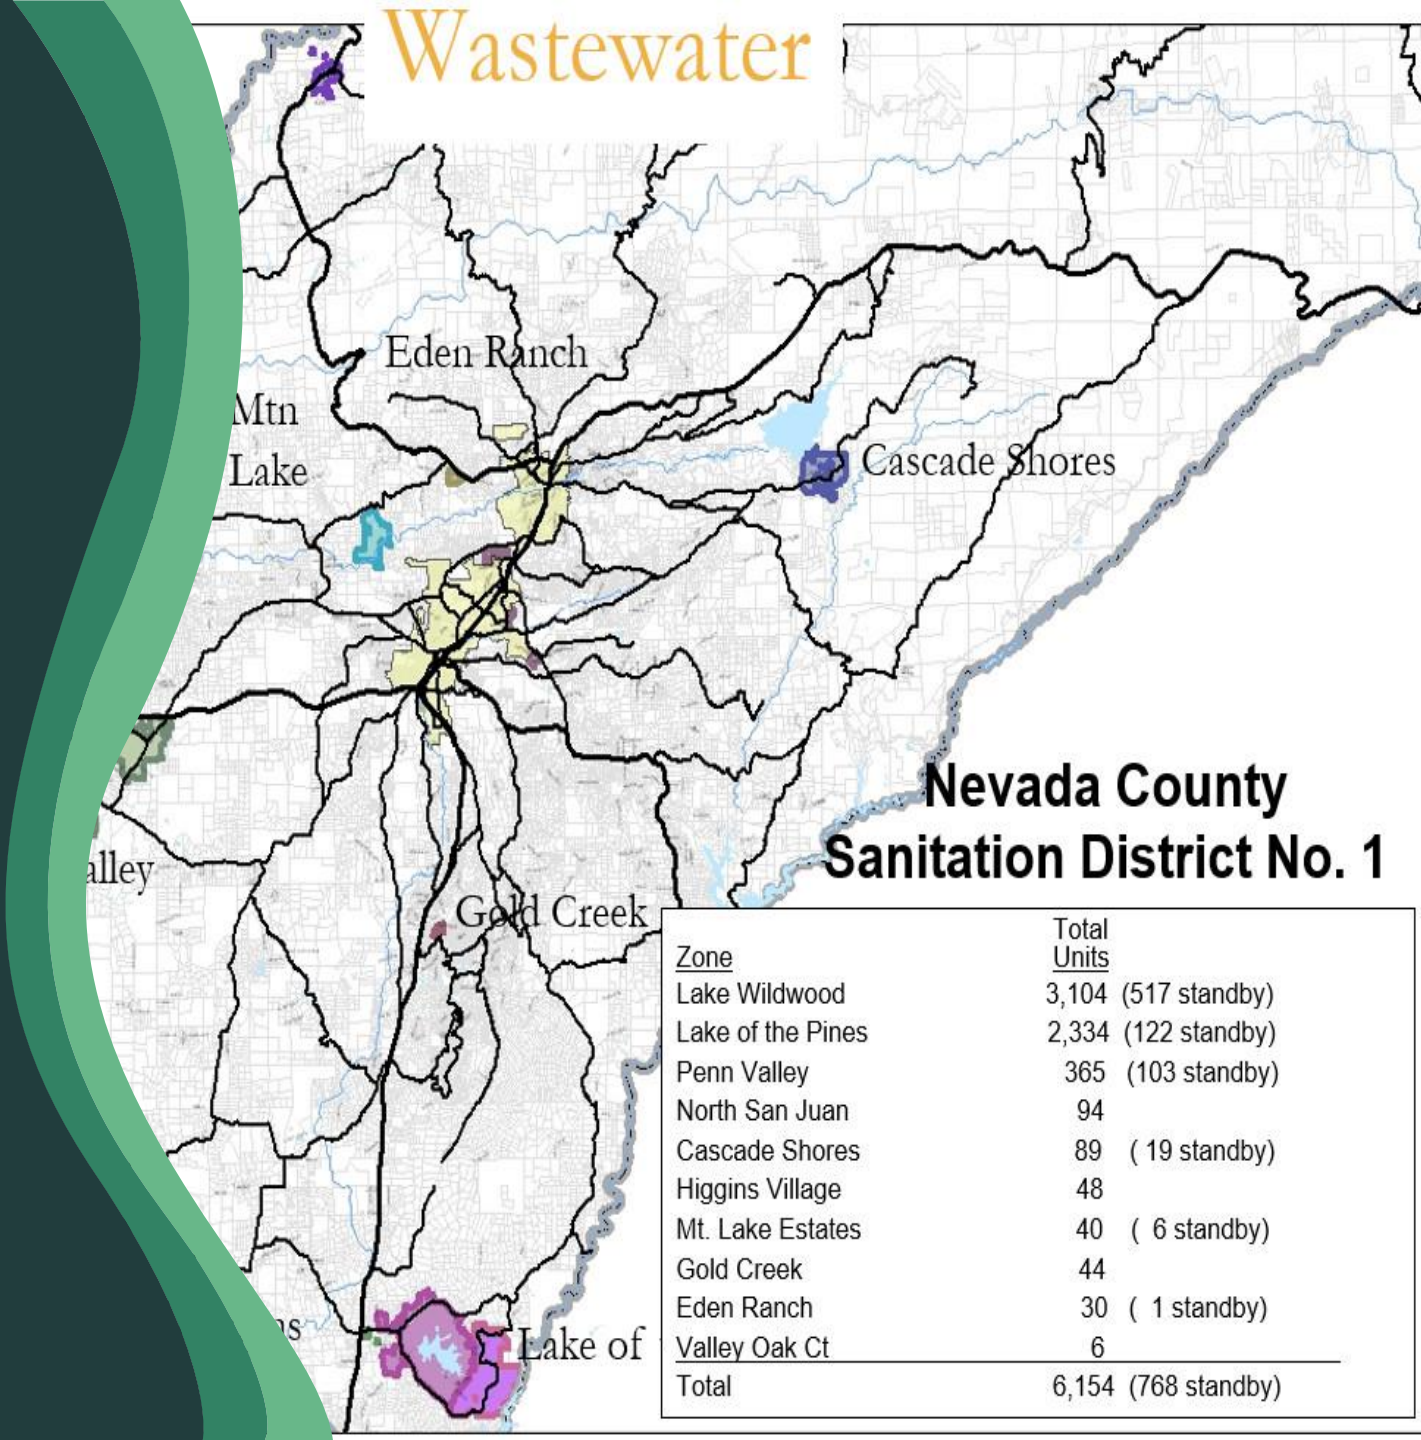 Wastewater
Eden Ranch
Mtn
Lake
Cascade Shores
Nevada County
Sanitation District No. 1
alley
Gold Creek
Zone Total Units
Lake Wildwood 3,104 (517 standby)
Lake of the Pines 2,334 (122 standby)
Penn Valley 365 (103 standby)
North San Juan 94
Cascade Shores 89 ( 19 standby)
Higgins Village 48
Mt. Lake Estates 40 ( 6 standby)
Gold Creek 44
Eden Ranch 30 ( 1 standby)
Valley Oak Ct 6
Total 6,154 (768 standby)
ns
Lake of